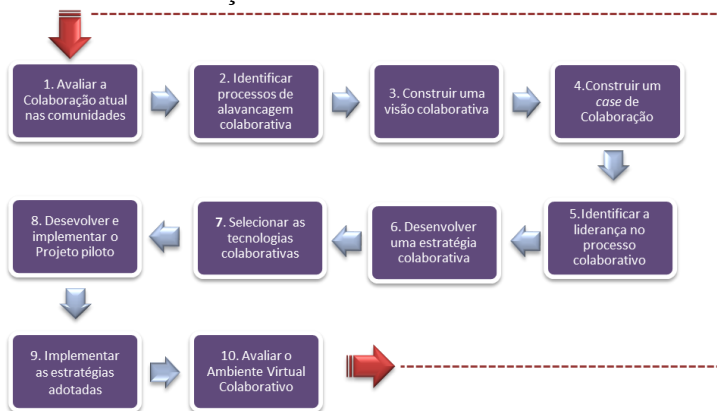 1. Avaliar a
Colaboração atual
nas comunidades
2. Identificar
processos de
alavancagem
colaborativa
3. Construir uma
visão colaborativa
4.Construir um
case de
Colaboração
5.Identificar a
liderança no
processo
colaborativo
6. Desenvolver
uma estratégia
colaborativa
7. Selecionar as
tecnologias
colaborativas
8. Desevolver e
implementar o
Projeto piloto
9. Implementar
as estratégias
adotadas
10. Avaliar o
Ambiente Virtual
Colaborativo